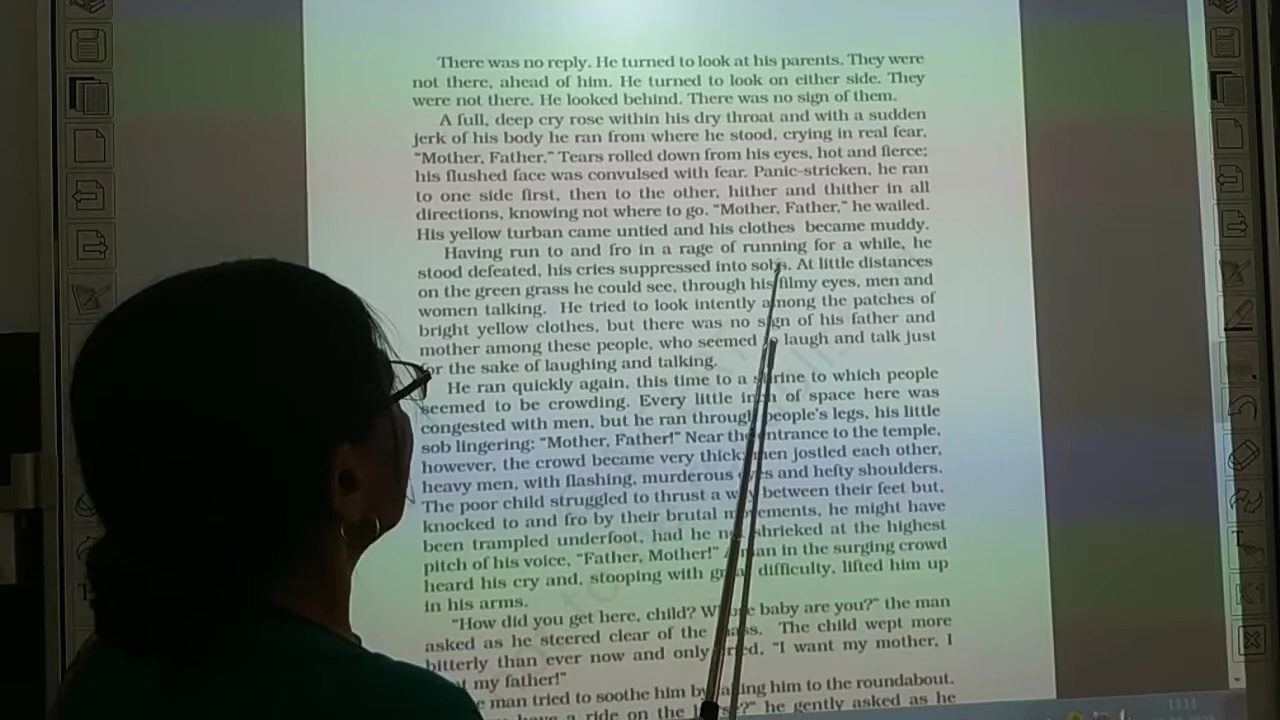 There was no reply. He turned to look at his parents. They were
not there, ahead of him. He turned to look on either side. They
were not there. He looked behind. There was no sign of them.
A full, deep cry rose within his dry throat and with a sudden
jerk of his body he ran from where he stood, crying in real fear,
"Mother, Father." Tears rolled down from his eyes, hot and fierce;
his flushed face was convulsed with fear. Panic-stricken, he ran
to one side first, then to the other, hither and thither in all
directions, knowing not where to go. "Mother, Father," he wailed.
His yellow turban came untied and his clothes became muddy.
Having run to and fro in a rage of running for a while, he
stood defeated, his cries suppressed into sobs. At little distances
on the green grass he could see, through his filmy eyes, men and
women talking. He tried to look intently among the patches of
bright yellow clothes, but there was no sign of his father and
mother among these people, who seemed to laugh and talk just
for the sake of laughing and talking.
He ran quickly again, this time to a shrine to which people
seemed to be crowding. Every little inch of space here was
congested with men, but he ran through people's legs, his little
sob lingering: "Mother, Father!" Near the entrance to the temple,
however, the crowd became very thick: men jostled each other,
heavy men, with flashing, murderous eyes and hefty shoulders.
The poor child struggled to thrust a way between their feet but,
knocked to and fro by their brutal movements, he might have
been trampled underfoot, had he not shrieked at the highest
pitch of his voice, "Father, Mother!" A man in the surging crowd
heard his cry and, stooping with great difficulty, lifted him up
in his arms.
"How did you get here, child? Whose baby are you?" the man
asked as he steered clear of the mass. The child wept more
bitterly than ever now and only cried, "I want my mother, I
my father!"
man tried to soothe him by taking him to the roundabout.
have a ride on the horse?" he gently asked as he
13:13